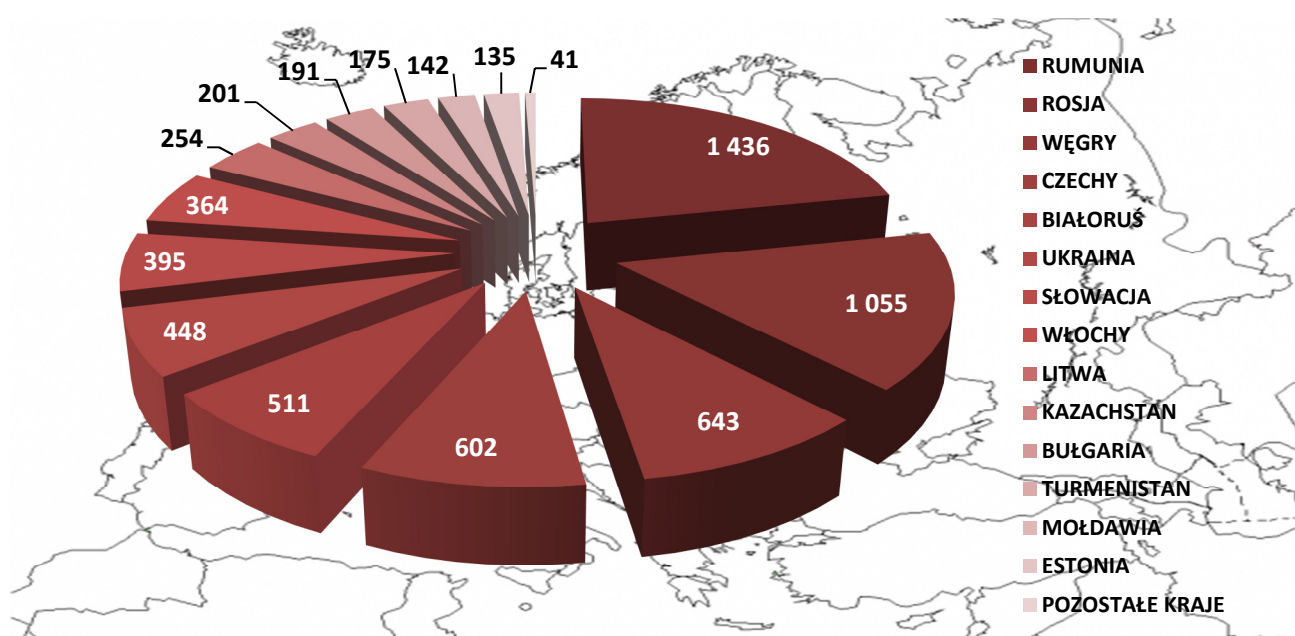 1 436
1 055
643
602
511
448
395
364
254
201
191
175
142
135
41
RUMUNIA
ROSJA
WĘGRY
CZECHY
BIAŁORUŚ
UKRAINA
SŁOWACJA
WŁOCHY
LITWA
KAZACHSTAN
BUŁGARIA
TURMENISTAN
MOŁDAWIA
ESTONIA
POZOSTAŁE KRAJE